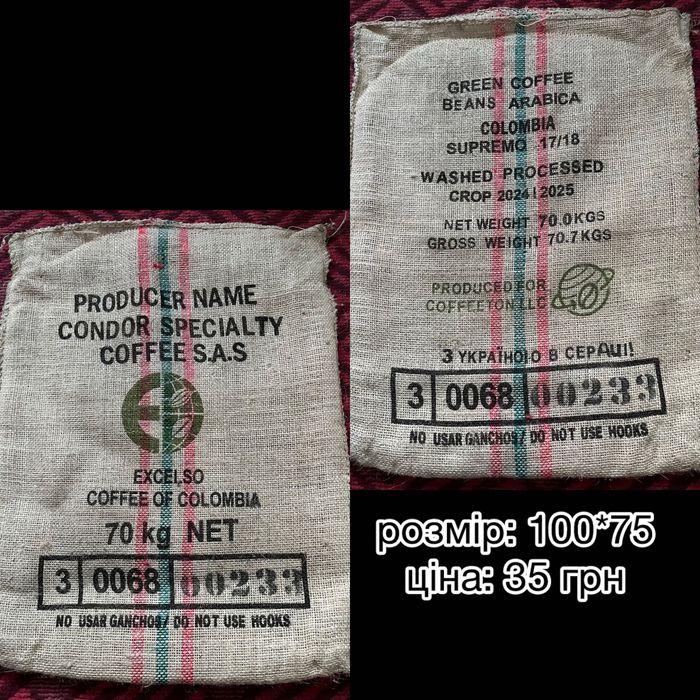 PRODUCER NAME
CONDOR SPECIALTY
COFFEE S.A.S
EXCELSO
COFFEE OF COLOMBIA
70 kg NET
3 0068 00233
NO USAR GANCHOS/ DO NOT USE HOOKS
GREEN COFFEE
BEANS ARABICA
COLOMBIA
SUPREMO 17/18
WASHED PROCESSED
CROP 2024 | 2025
NET WEIGHT 70.0KGS
GROSS WEIGHT 70.7KGS
PRODUCED FOR
COFFEETON LLC
З УКРАЇНОЮ В СЕРДЦІ!
3 0068 00233
NO USAR GANCHOS/ DO NOT USE HOOKS
розмір: 100*75
ціна: 35 грн